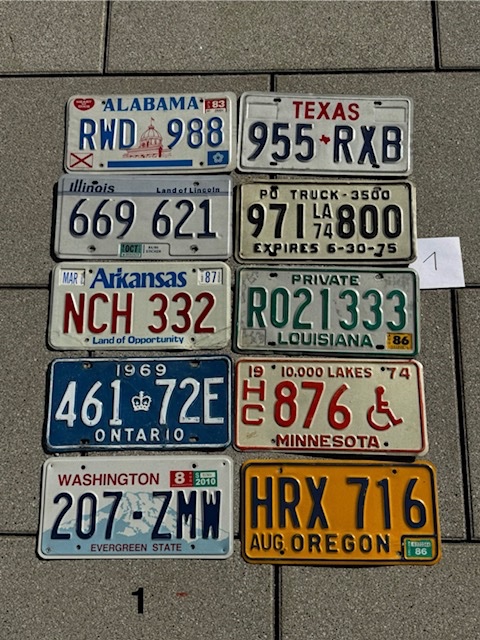 ALABAMA 83
RWD 988
TEXAS
955 RXB
Illinois Land of Lincoln
669 621
OCT
PO TRUCK-3500
971 LA 74 800
EXPIRES 6-30-75
1
MAR Arkansas 87
NCH 332
Land of Opportunity
PRIVATE
R021333
LOUISIANA 86
1969
461 72E
ONTARIO
19 10,000 LAKES 74
HC 876
MINNESOTA
WASHINGTON 8 2010
207-ZMW
EVERGREEN STATE
HRX 716
AUG OREGON 86
1